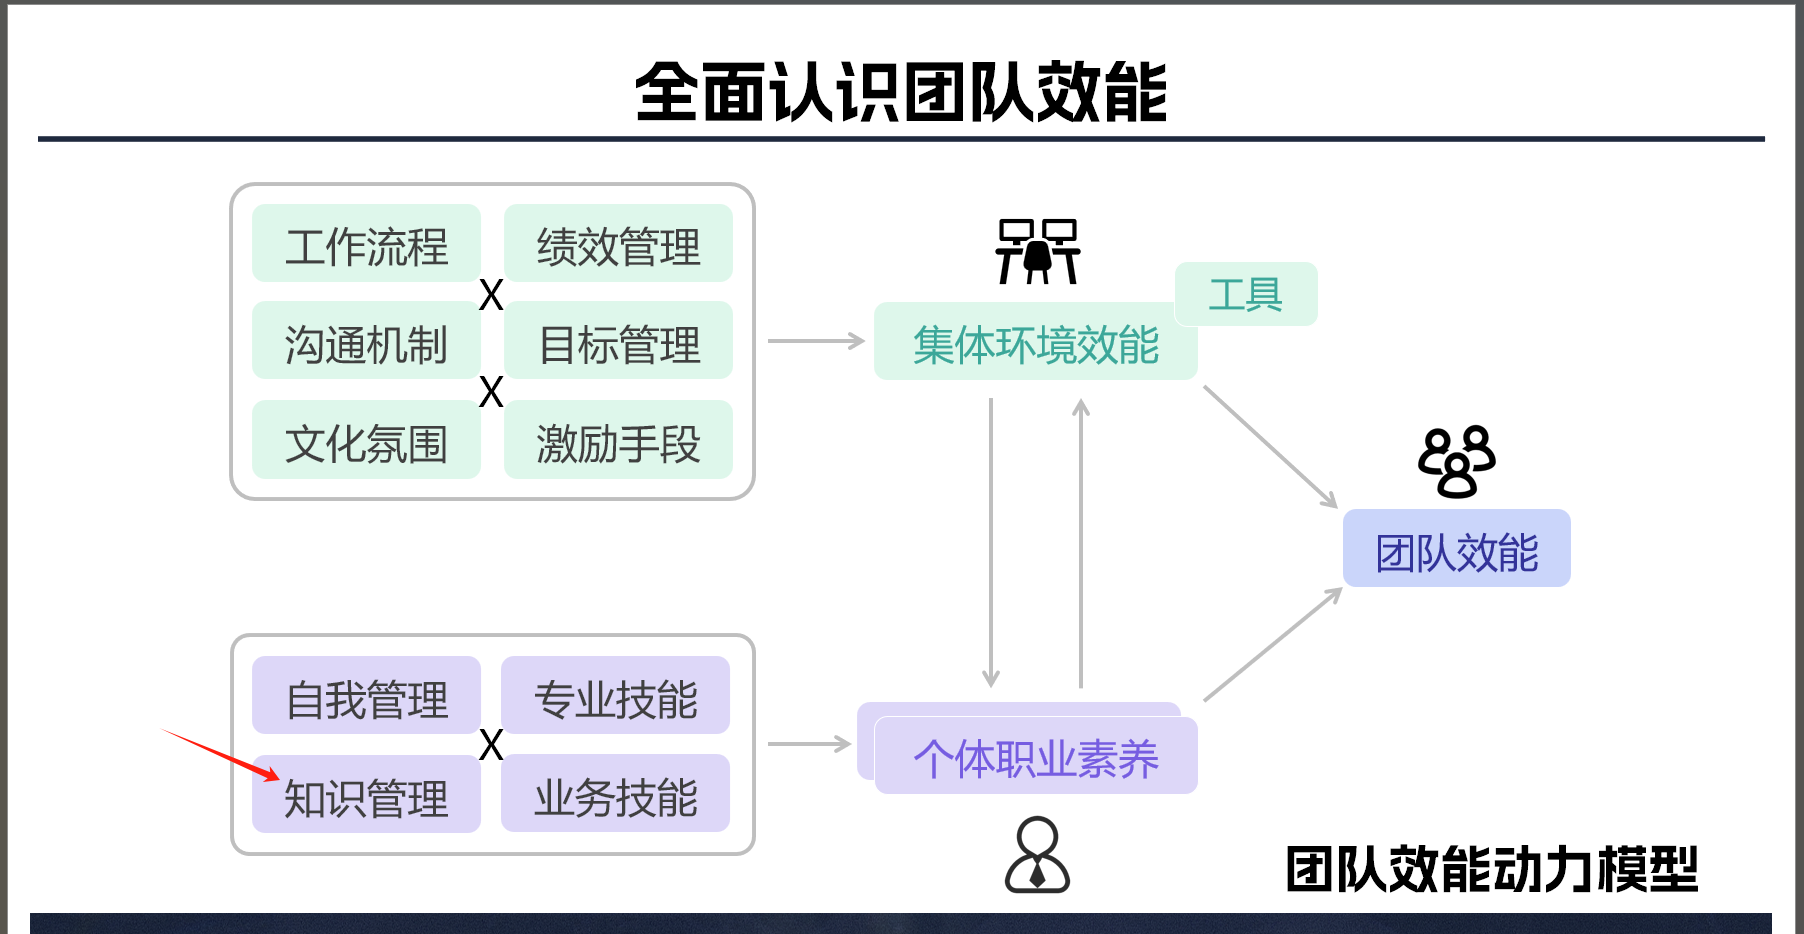 全面认识团队效能
工作流程
绩效管理
X
沟通机制
目标管理
X
文化氛围
激励手段
工具
集体环境效能
团队效能
自我管理
专业技能
X
知识管理
业务技能
个体职业素养
团队效能动力模型